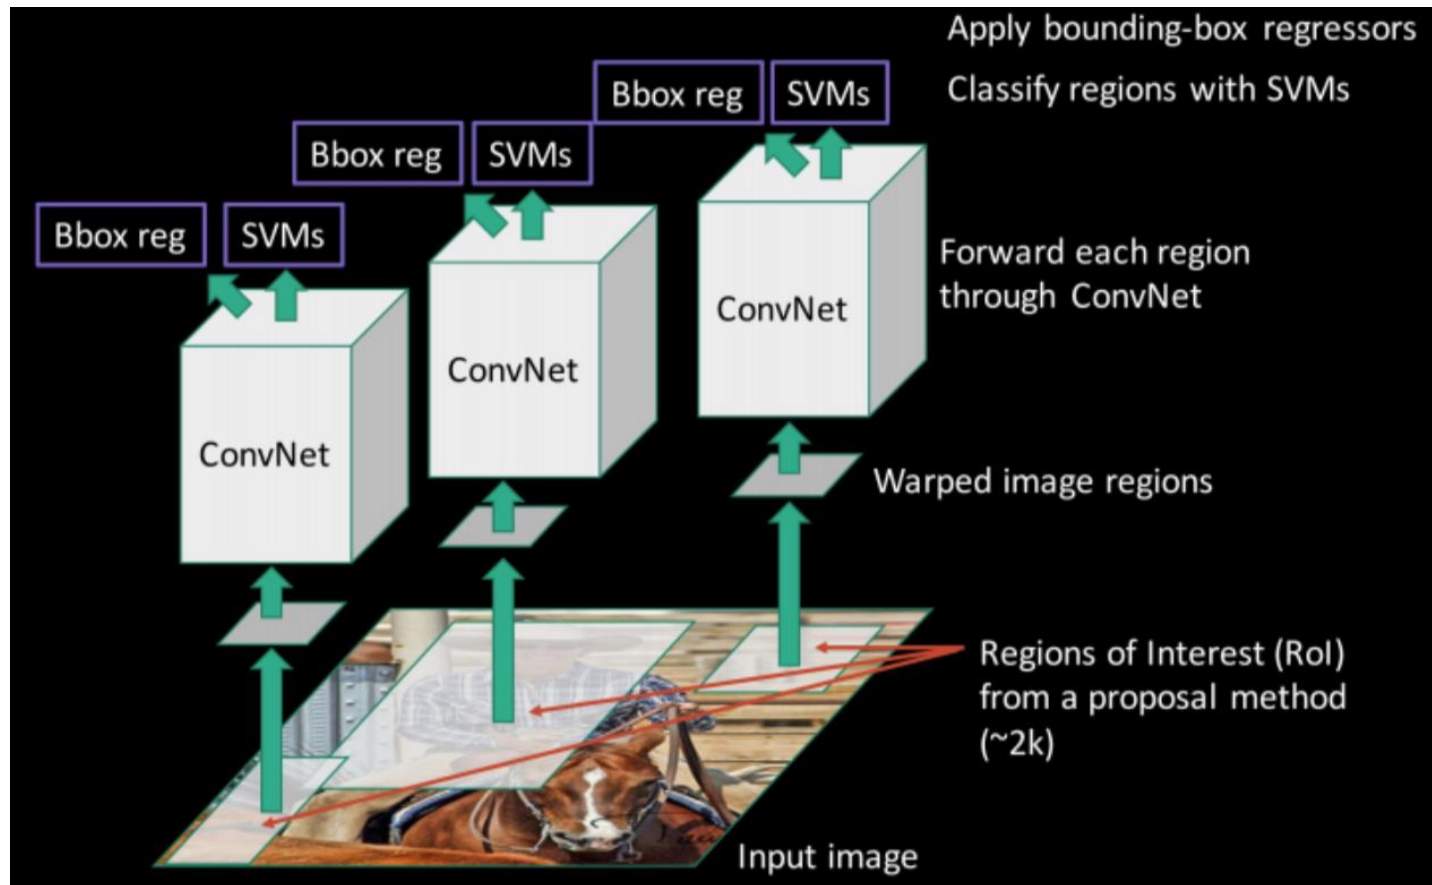 Apply bounding-box regressors
Bbox reg
SVMs
Classify regions with SVMs
Bbox reg
SVMs
Bbox reg
SVMs
Forward each region
through ConvNet
ConvNet
ConvNet
ConvNet
Warped image regions
Regions of Interest (RoI)
from a proposal method
(~2k)
Input image